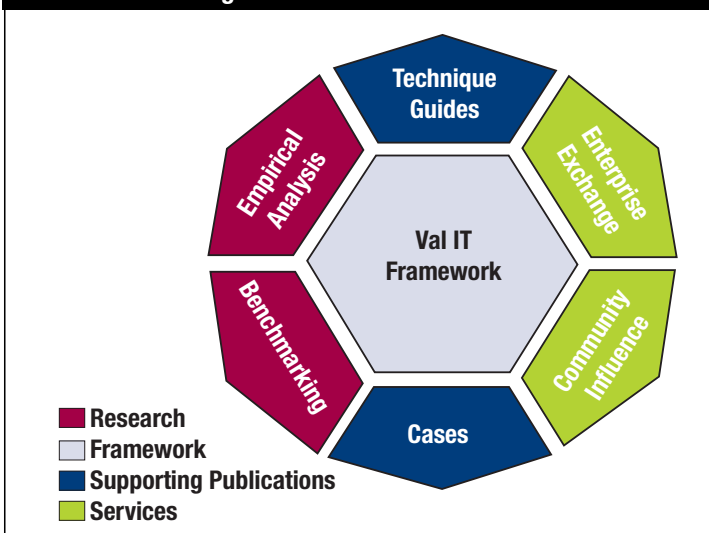 Technique
Guides
Enterprise
Exchange
Empirical
Analysis
Val IT
Framework
Benchmarking
Community
Influence
Cases
Research
Framework
Supporting Publications
Services